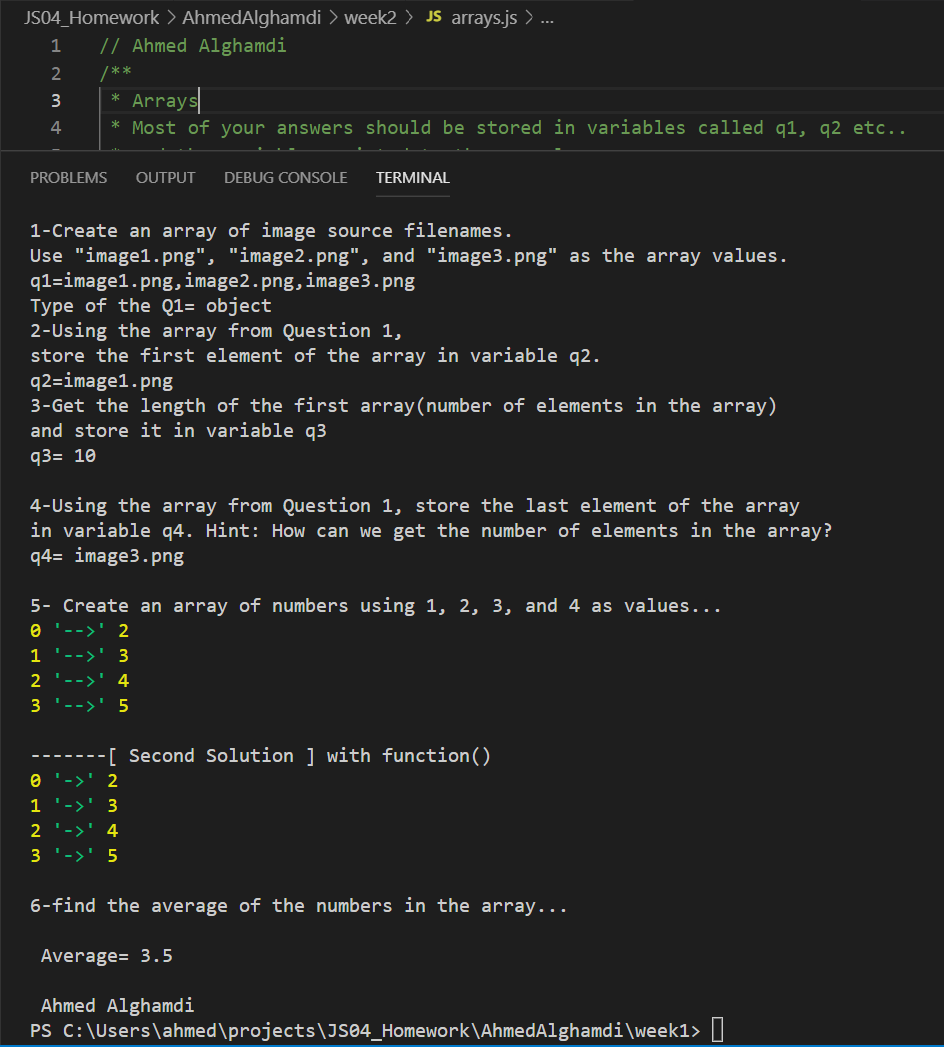 JS04_Homework > AhmedAlghamdi > week2 > JS arrays.js > ...
1 // Ahmed Alghamdi
2 /**
3 * Arrays
4 * Most of your answers should be stored in variables called q1, q2 etc..
PROBLEMS OUTPUT DEBUG CONSOLE TERMINAL
1-Create an array of image source filenames.
Use "image1.png", "image2.png", and "image3.png" as the array values.
q1=image1.png,image2.png,image3.png
Type of the Q1= object
2-Using the array from Question 1,
store the first element of the array in variable q2.
q2=image1.png
3-Get the length of the first array(number of elements in the array)
and store it in variable q3
q3= 10
4-Using the array from Question 1, store the last element of the array
in variable q4. Hint: How can we get the number of elements in the array?
q4= image3.png
5- Create an array of numbers using 1, 2, 3, and 4 as values...
0 '-->' 2
1 '-->' 3
2 '-->' 4
3 '-->' 5
-------[ Second Solution ] with function()
0 '->' 2
1 '->' 3
2 '->' 4
3 '->' 5
6-find the average of the numbers in the array...
Average= 3.5
Ahmed Alghamdi
PS C:\Users\ahmed\projects\JS04_Homework\AhmedAlghamdi\week1>